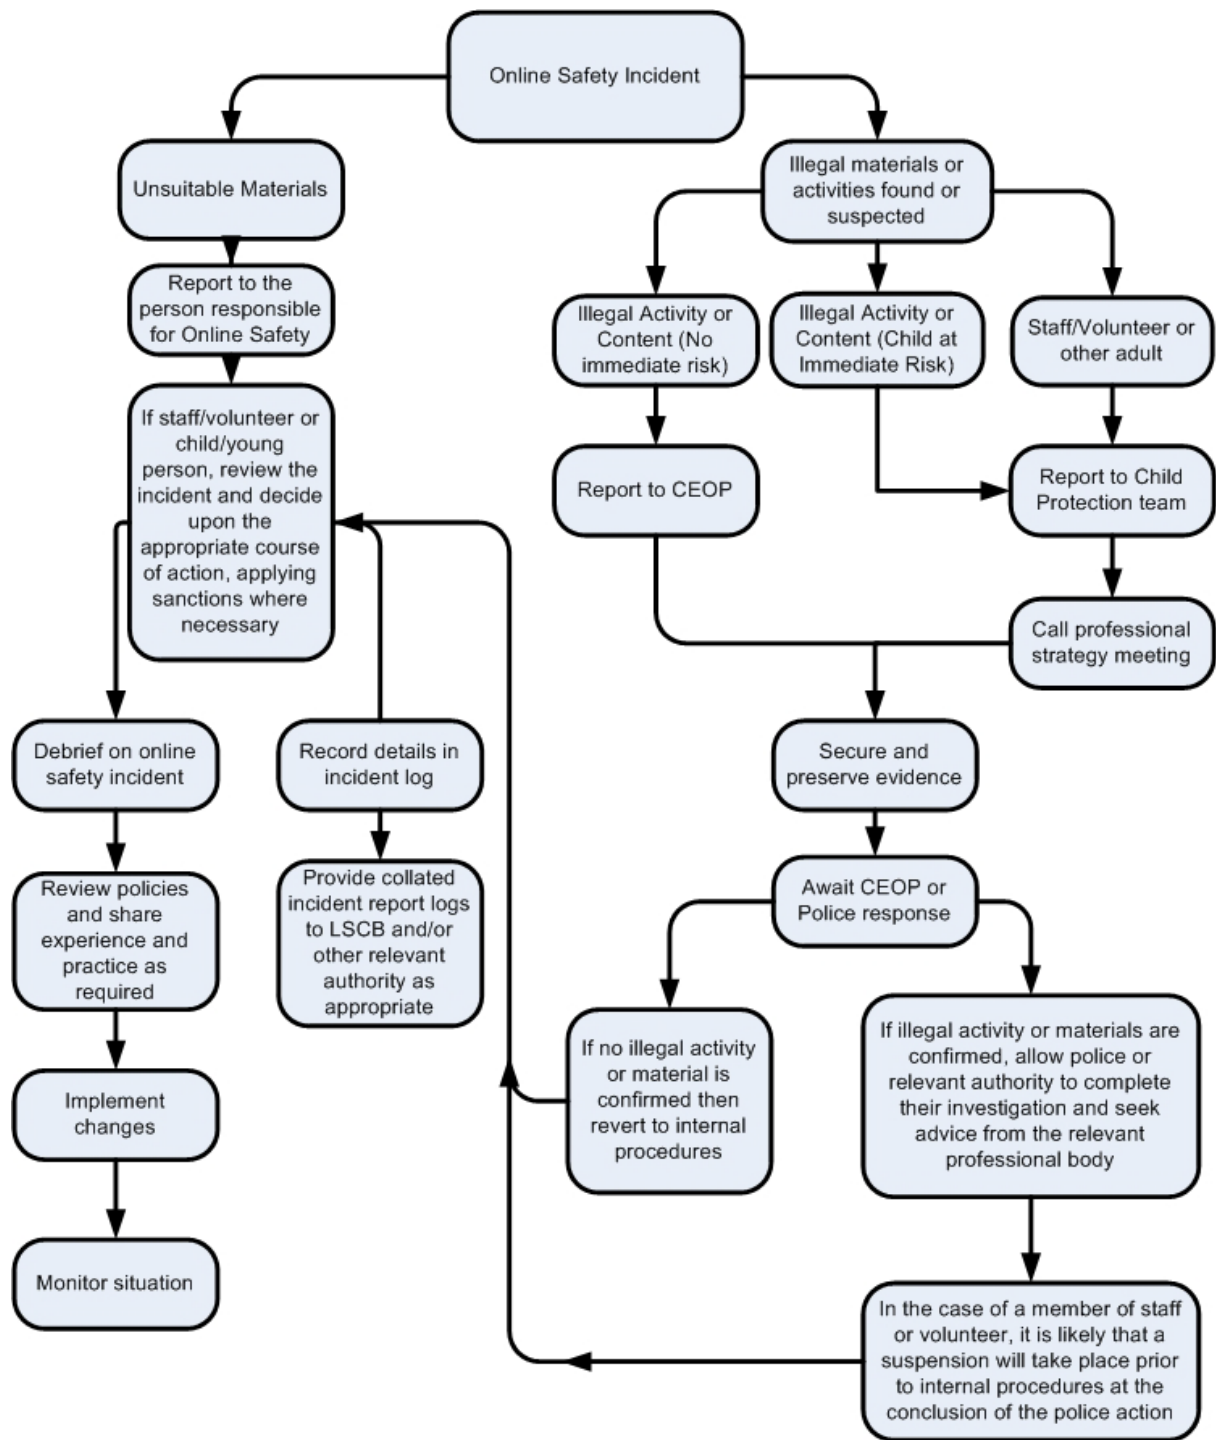 Online Safety Incident
Unsuitable Materials
Report to the
person responsible
for Online Safety
If staff/volunteer or
child/young
person, review the
incident and decide
upon the
appropriate course
of action, applying
sanctions where
necessary
Debrief on online
safety incident
Review policies
and share
experience and
practice as
required
Implement
changes
Monitor situation
Record details in
incident log
Provide collated
incident report logs
to LSCB and/or
other relevant
authority as
appropriate
Illegal materials or
activities found or
suspected
Illegal Activity or
Content (No
immediate risk)
Illegal Activity or
Content (Child at
Immediate Risk)
Staff/Volunteer or
other adult
Report to CEOP
Report to Child
Protection team
Call professional
strategy meeting
Secure and
preserve evidence
Await CEOP or
Police response
If no illegal activity
or material is
confirmed then
revert to internal
procedures
If illegal activity or materials are
confirmed, allow police or
relevant authority to complete
their investigation and seek
advice from the relevant
professional body
In the case of a member of staff
or volunteer, it is likely that a
suspension will take place prior
to internal procedures at the
conclusion of the police action